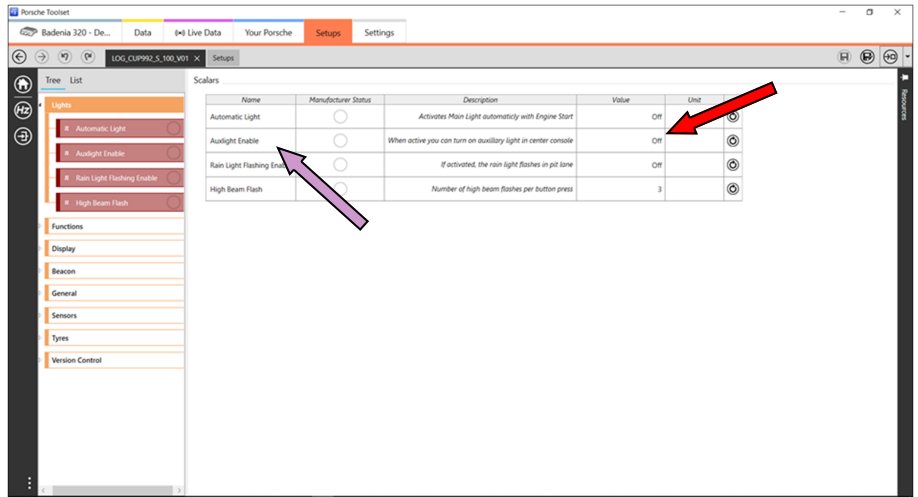 Porsche Toolset
Badenia 320 - De... Data Live Data Your Porsche Setups Settings
LOG_CUP992_S_100_V01 × Setups
Tree List
Scalars
Resources
Hz
Lights
# Automatic Light
# Auxlight Enable
# Rain Light Flashing Enable
# High Beam Flash
Functions
Display
Beacon
General
Sensors
Tyres
Version Control
Name Manufacturer Status Description Value Unit
Automatic Light Activates Main Light automaticly with Engine Start Off
Auxlight Enable When active you can turn on auxiliary light in center console Off
Rain Light Flashing If activated, the rain light flashes in pit lane Off
High Beam Flash Number of high beam flashes per button press 3